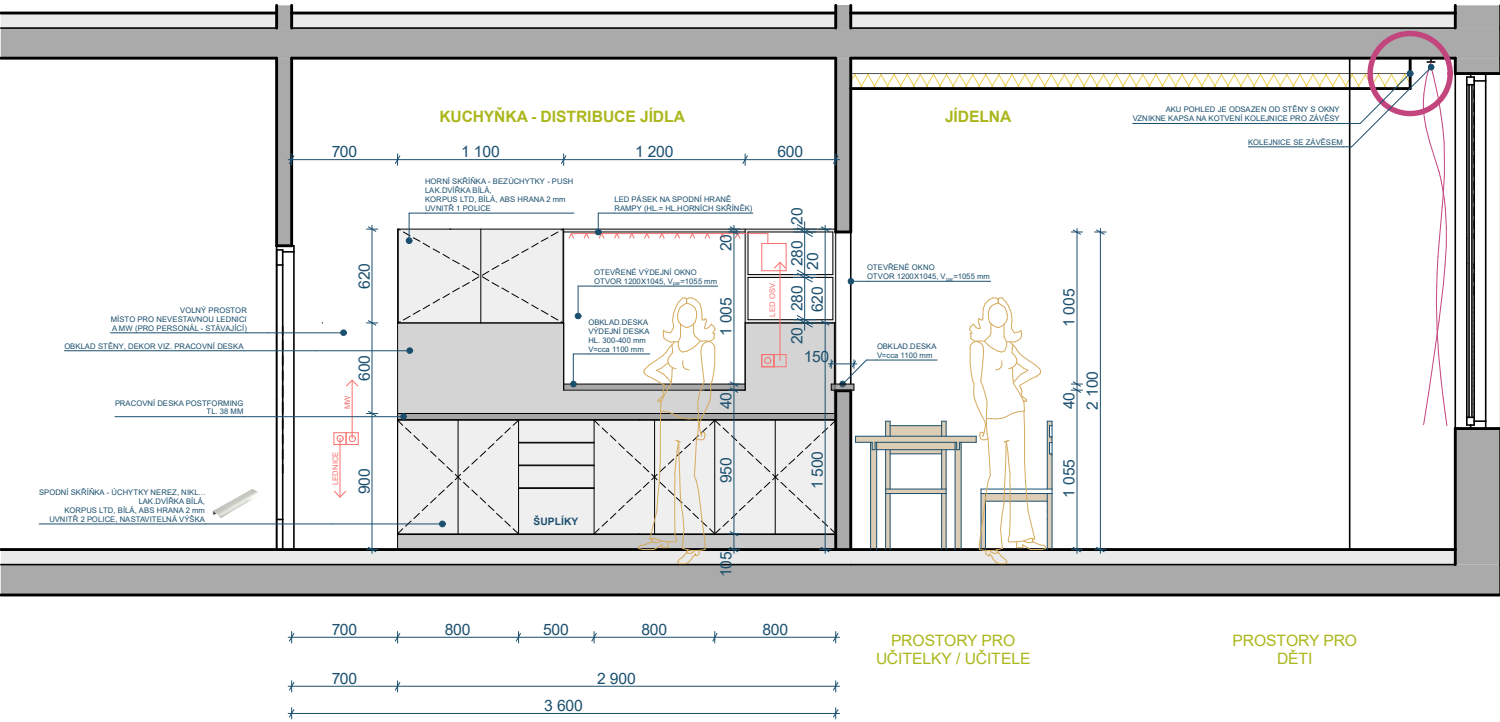 KUCHYŇKA - DISTRIBUCE JÍDLA
JÍDELNA
AKU POHLED JE ODSAZEN OD STĚNY S OKNY
VZNIKNE KAPSA NA KOTVENÍ KOLEJNICE PRO ZÁVĚSY
KOLEJNICE SE ZÁVĚSEM
700
1 100
1 200
600
HORNÍ SKŘÍŇKA - BEZÚCHYTKY - PUSH
LAK.DVÍŘKA BÍLÁ,
KORPUS LTD, BÍLÁ, ABS HRANA 2 mm
UVNITŘ 1 POLICE
LED PÁSEK NA SPODNÍ HRANĚ
RAMPY (HL.= HL.HORNÍCH SKŘÍNĚK)
20
280
20
280
20
620
20
1 005
40
950
105
1 500
150
LED OSV.
OTEVŘENÉ VÝDEJNÍ OKNO
OTVOR 1200X1045, Vpar=1055 mm
OBKLAD.DESKA
VÝDEJNÍ DESKA
HL. 300-400 mm
V=cca 1100 mm
OTEVŘENÉ OKNO
OTVOR 1200X1045, Vpar=1055 mm
OBKLAD.DESKA
V=cca 1100 mm
1 005
40
1 055
2 100
620
600
900
VOLNÝ PROSTOR
MÍSTO PRO NEVESTAVNOU LEDNICI
A MW (PRO PERSONÁL - STÁVAJÍCÍ)
OBKLAD STĚNY, DEKOR VIZ. PRACOVNÍ DESKA
PRACOVNÍ DESKA POSTFORMING
TL. 38 MM
MW
LEDNICE
SPODNÍ SKŘÍŇKA - ÚCHYTKY NEREZ, NIKL...
LAK.DVÍŘKA BÍLÁ,
KORPUS LTD, BÍLÁ, ABS HRANA 2 mm
UVNITŘ 2 POLICE, NASTAVITELNÁ VÝŠKA
ŠUPLÍKY
700
800
500
800
800
700
2 900
3 600
PROSTORY PRO
UČITELKY / UČITELE
PROSTORY PRO
DĚTI